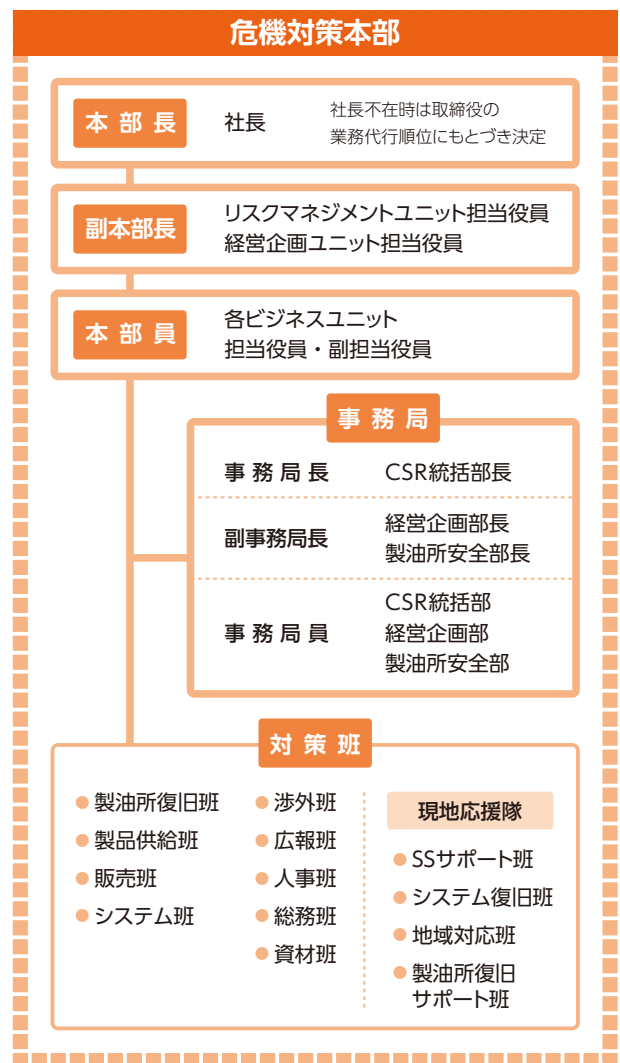 危機対策本部
本部長
社長
社長不在時は取締役の
業務代行順位にもとづき決定
副本部長
リスクマネジメントユニット担当役員
経営企画ユニット担当役員
本部員
各ビジネスユニット
担当役員・副担当役員
事務局
事務局長
CSR統括部長
副事務局長
経営企画部長
製油所安全部長
事務局員
CSR統括部
経営企画部
製油所安全部
対策班
●製油所復旧班
●製品供給班
●販売班
●システム班
●渉外班
●広報班
●人事班
●総務班
●資材班
現地応援隊
●SSサポート班
●システム復旧班
●地域対応班
●製油所復旧
サポート班